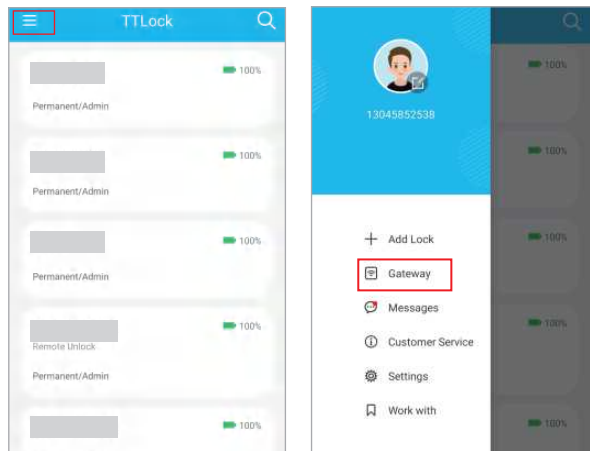 TTLock
100%
Permanent/Admin
100%
Permanent/Admin
100%
Permanent/Admin
100%
Remote Unlock
Permanent/Admin
100%
13045852538
Add Lock
Gateway
Messages
Customer Service
Settings
Work with
100%
100%
100%
100%
100%